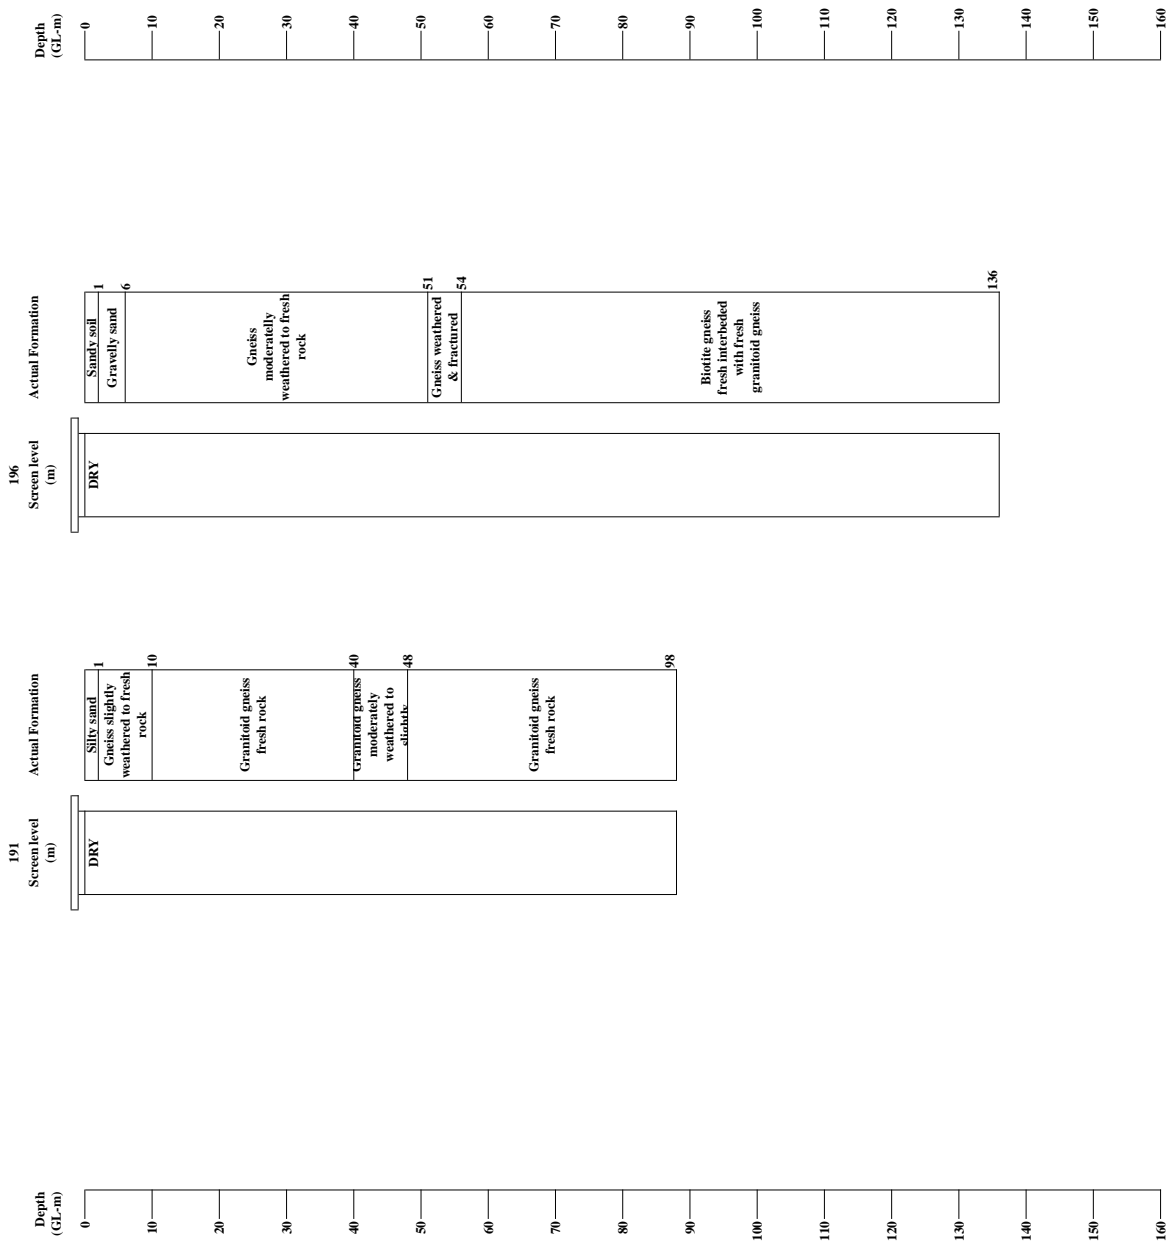 Depth
(GL-m)
0
10
20
30
40
50
60
70
80
90
100
110
120
130
140
150
160
191
Screen level
(m)
DRY
Actual Formation
Silty sand
1
Gneiss slightly
weathered to fresh
rock
10
Granitoid gneiss
fresh rock
40
Granitoid gneiss
moderately
weathered to
slightly
48
Granitoid gneiss
fresh rock
98
196
Screen level
(m)
DRY
Actual Formation
Sandy soil
1
Gravelly sand
6
Gneiss
moderatelly
weathered to fresh
rock
51
Gneiss weathered
& fractured
54
Biotite gneiss
fresh interbeded
with fresh
granitoid gneiss
136
Depth
(GL-m)
0
10
20
30
40
50
60
70
80
90
100
110
120
130
140
150
160